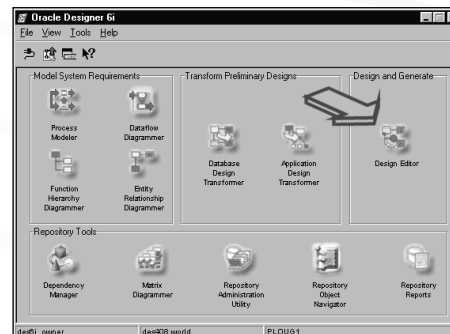 Oracle Designer 6i
File View Tools Help
Model System Requirements
Transform Preliminary Designs
Design and Generate
Process
Modeler
Dataflow
Diagrammer
Function
Hierarchy
Diagrammer
Entity
Relationship
Diagrammer
Database
Design
Transformer
Application
Design
Transformer
Design Editor
Repository Tools
Dependency
Manager
Matrix
Diagrammer
Repository
Administration
Utility
Repository
Object
Navigator
Repository
Reports
des6i_owner
des408.world
PLOUG1